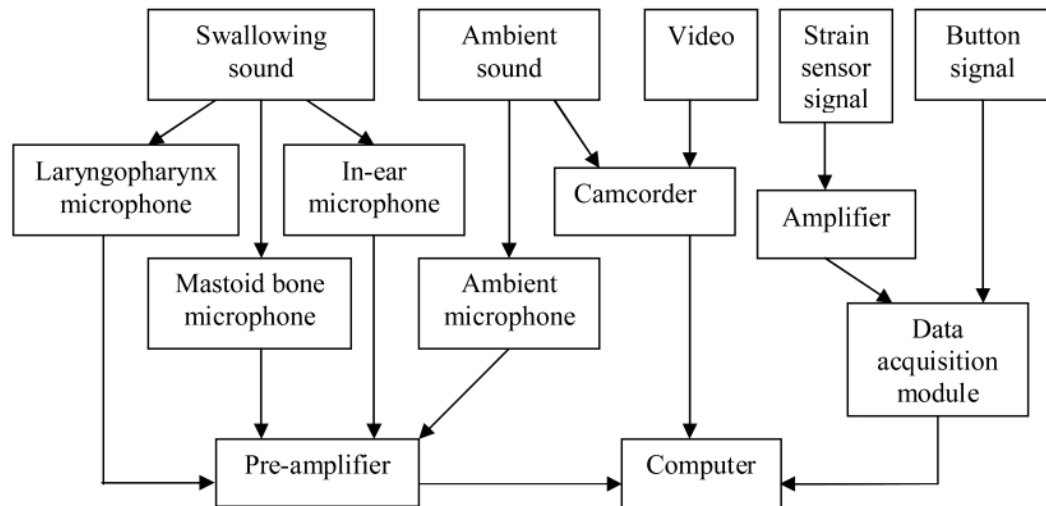 Swallowing
sound
Ambient
sound
Video
Strain
sensor
signal
Button
signal
Laryngopharynx
microphone
In-ear
microphone
Camcorder
Amplifier
Mastoid bone
microphone
Ambient
microphone
Data
acquisition
module
Pre-amplifier
Computer